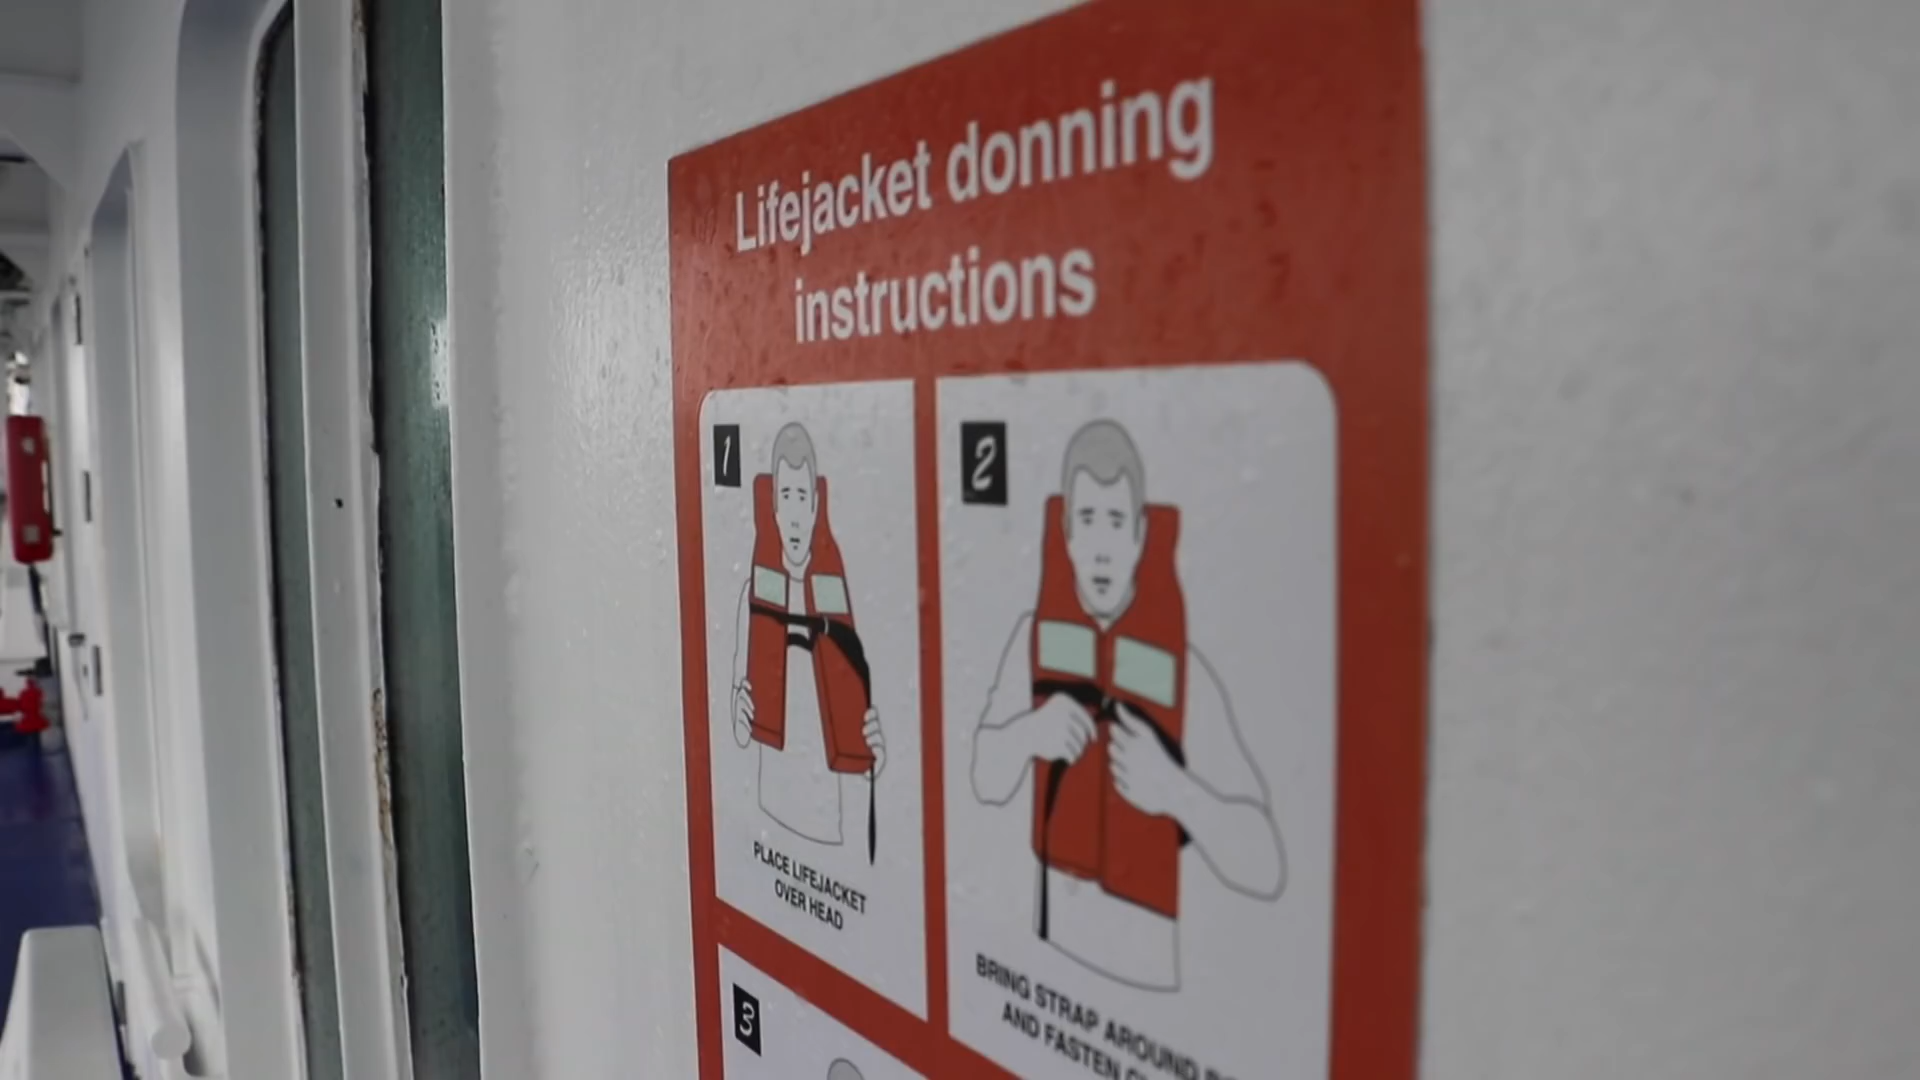 Lifejacket donning
instructions
1
2
PLACE LIFEJACKET
OVER HEAD
BRING STRAP AROUND
AND FASTEN
3